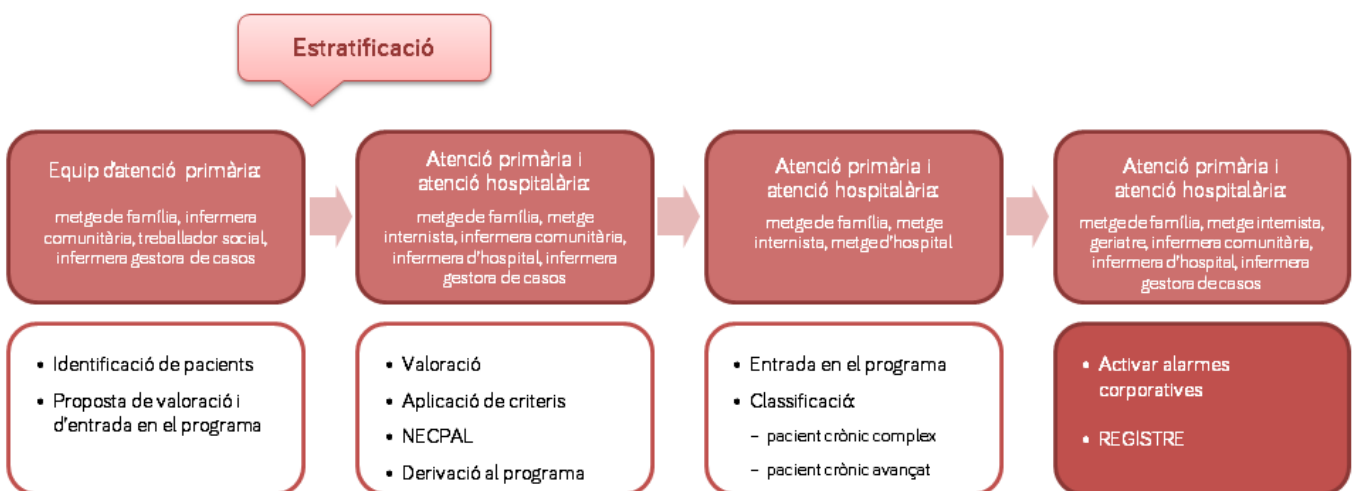 Estratificació
Equip d'atenció primària:
metge de família, infermera
comunitària, treballador social,
infermera gestora de casos
Atenció primària i
atenció hospitalària:
metge de família, metge
internista, infermera comunitària,
infermera d'hospital, infermera
gestora de casos
Atenció primària i
atenció hospitalària:
metge de família, metge
internista, metge d'hospital
Atenció primària i
atenció hospitalària:
metge de família, metge internista,
geriatre, infermera comunitària,
infermera d'hospital, infermera
gestora de casos
• Identificació de pacients
• Proposta de valoració i
d'entrada en el programa
• Valoració
• Aplicació de criteris
• NECPAL
• Derivació al programa
• Entrada en el programa
• Classificació:
– pacient crònic complex
– pacient crònic avançat
• Activar alarmes
corporatives
• REGISTRE